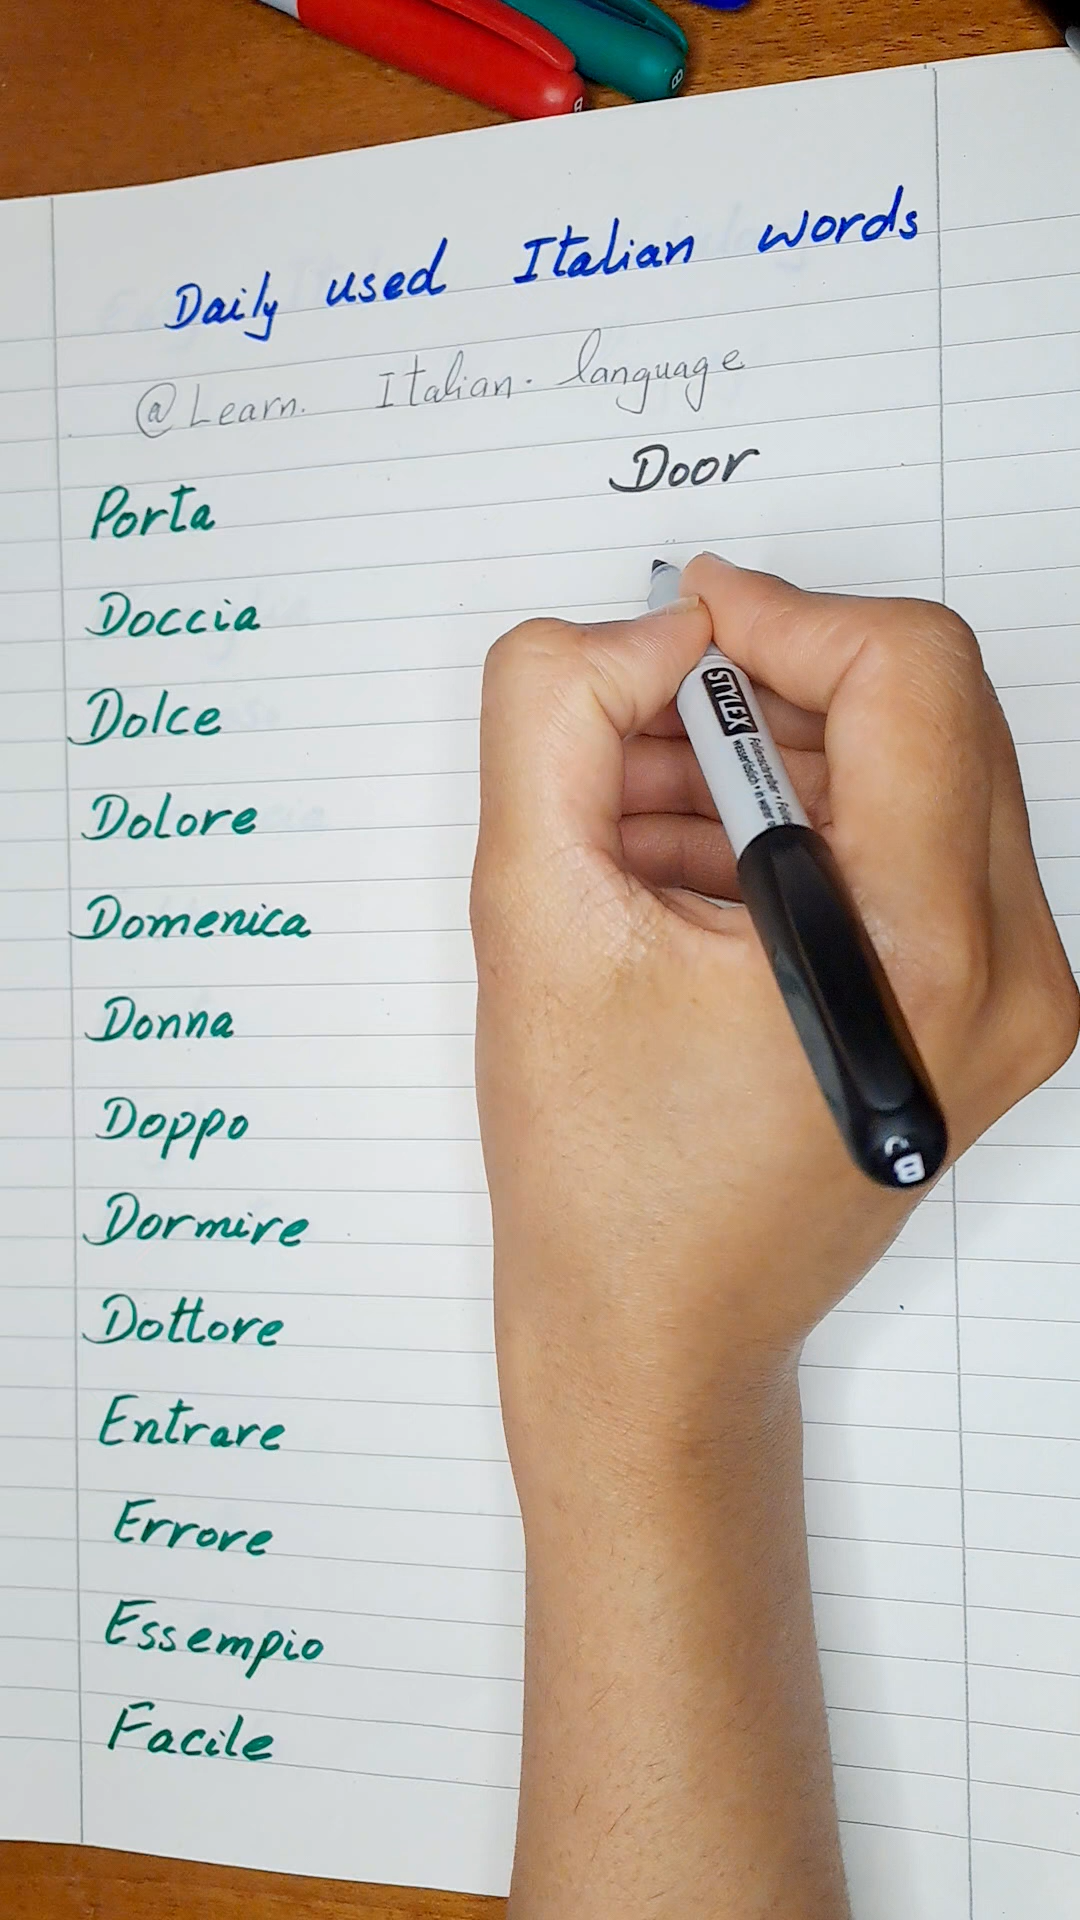 Daily used Italian words
@Learn. Italian. language
Porta Door
Doccia
Dolce
Dolore
Domenica
Donna
Doppo
Dormire
Dottore
Entrare
Errore
Essempio
Facile
STYLEX
B
B
B